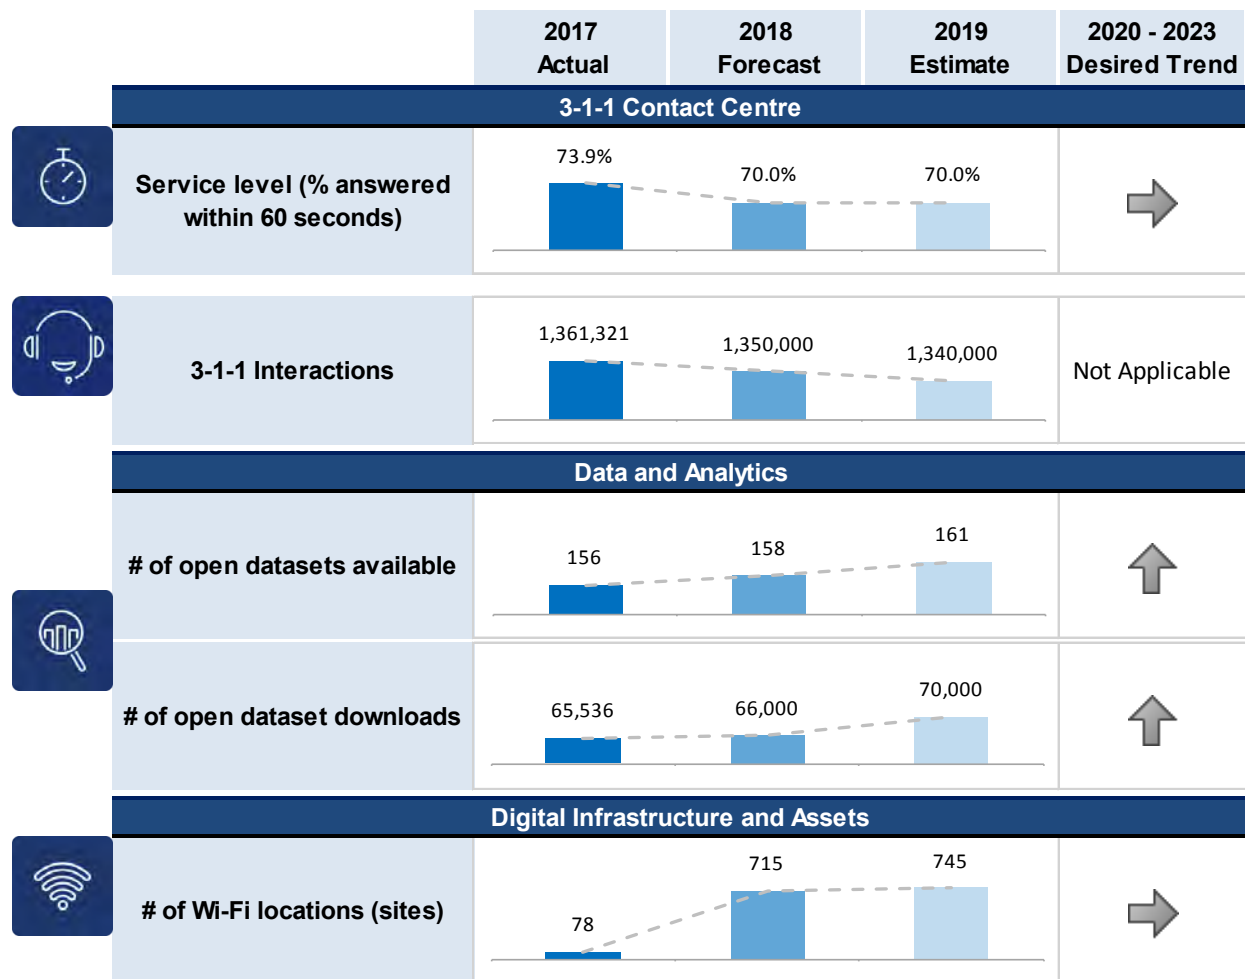 2017 2018 2019 2020 - 2023
Actual Forecast Estimate Desired Trend
3-1-1 Contact Centre
73.9%
70.0% 70.0%
Service level (% answered
within 60 seconds)
1,361,321 1,350,000 1,340,000
3-1-1 Interactions
Not Applicable
Data and Analytics
156 158 161
# of open datasets available
65,536 66,000 70,000
# of open dataset downloads
Digital Infrastructure and Assets
78 715 745
# of Wi-Fi locations (sites)